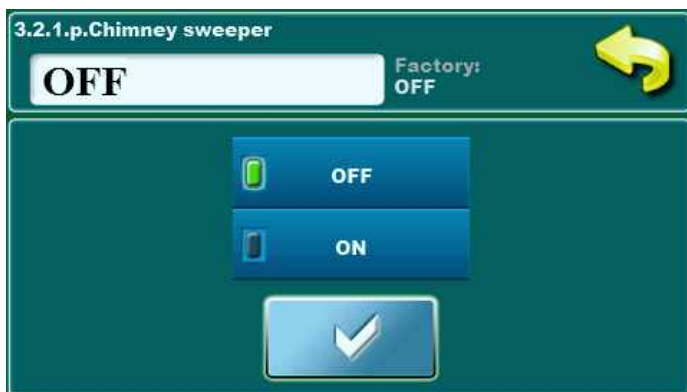 3.2.1.p.Chimney sweeper
OFF
Factory:
OFF
OFF
ON